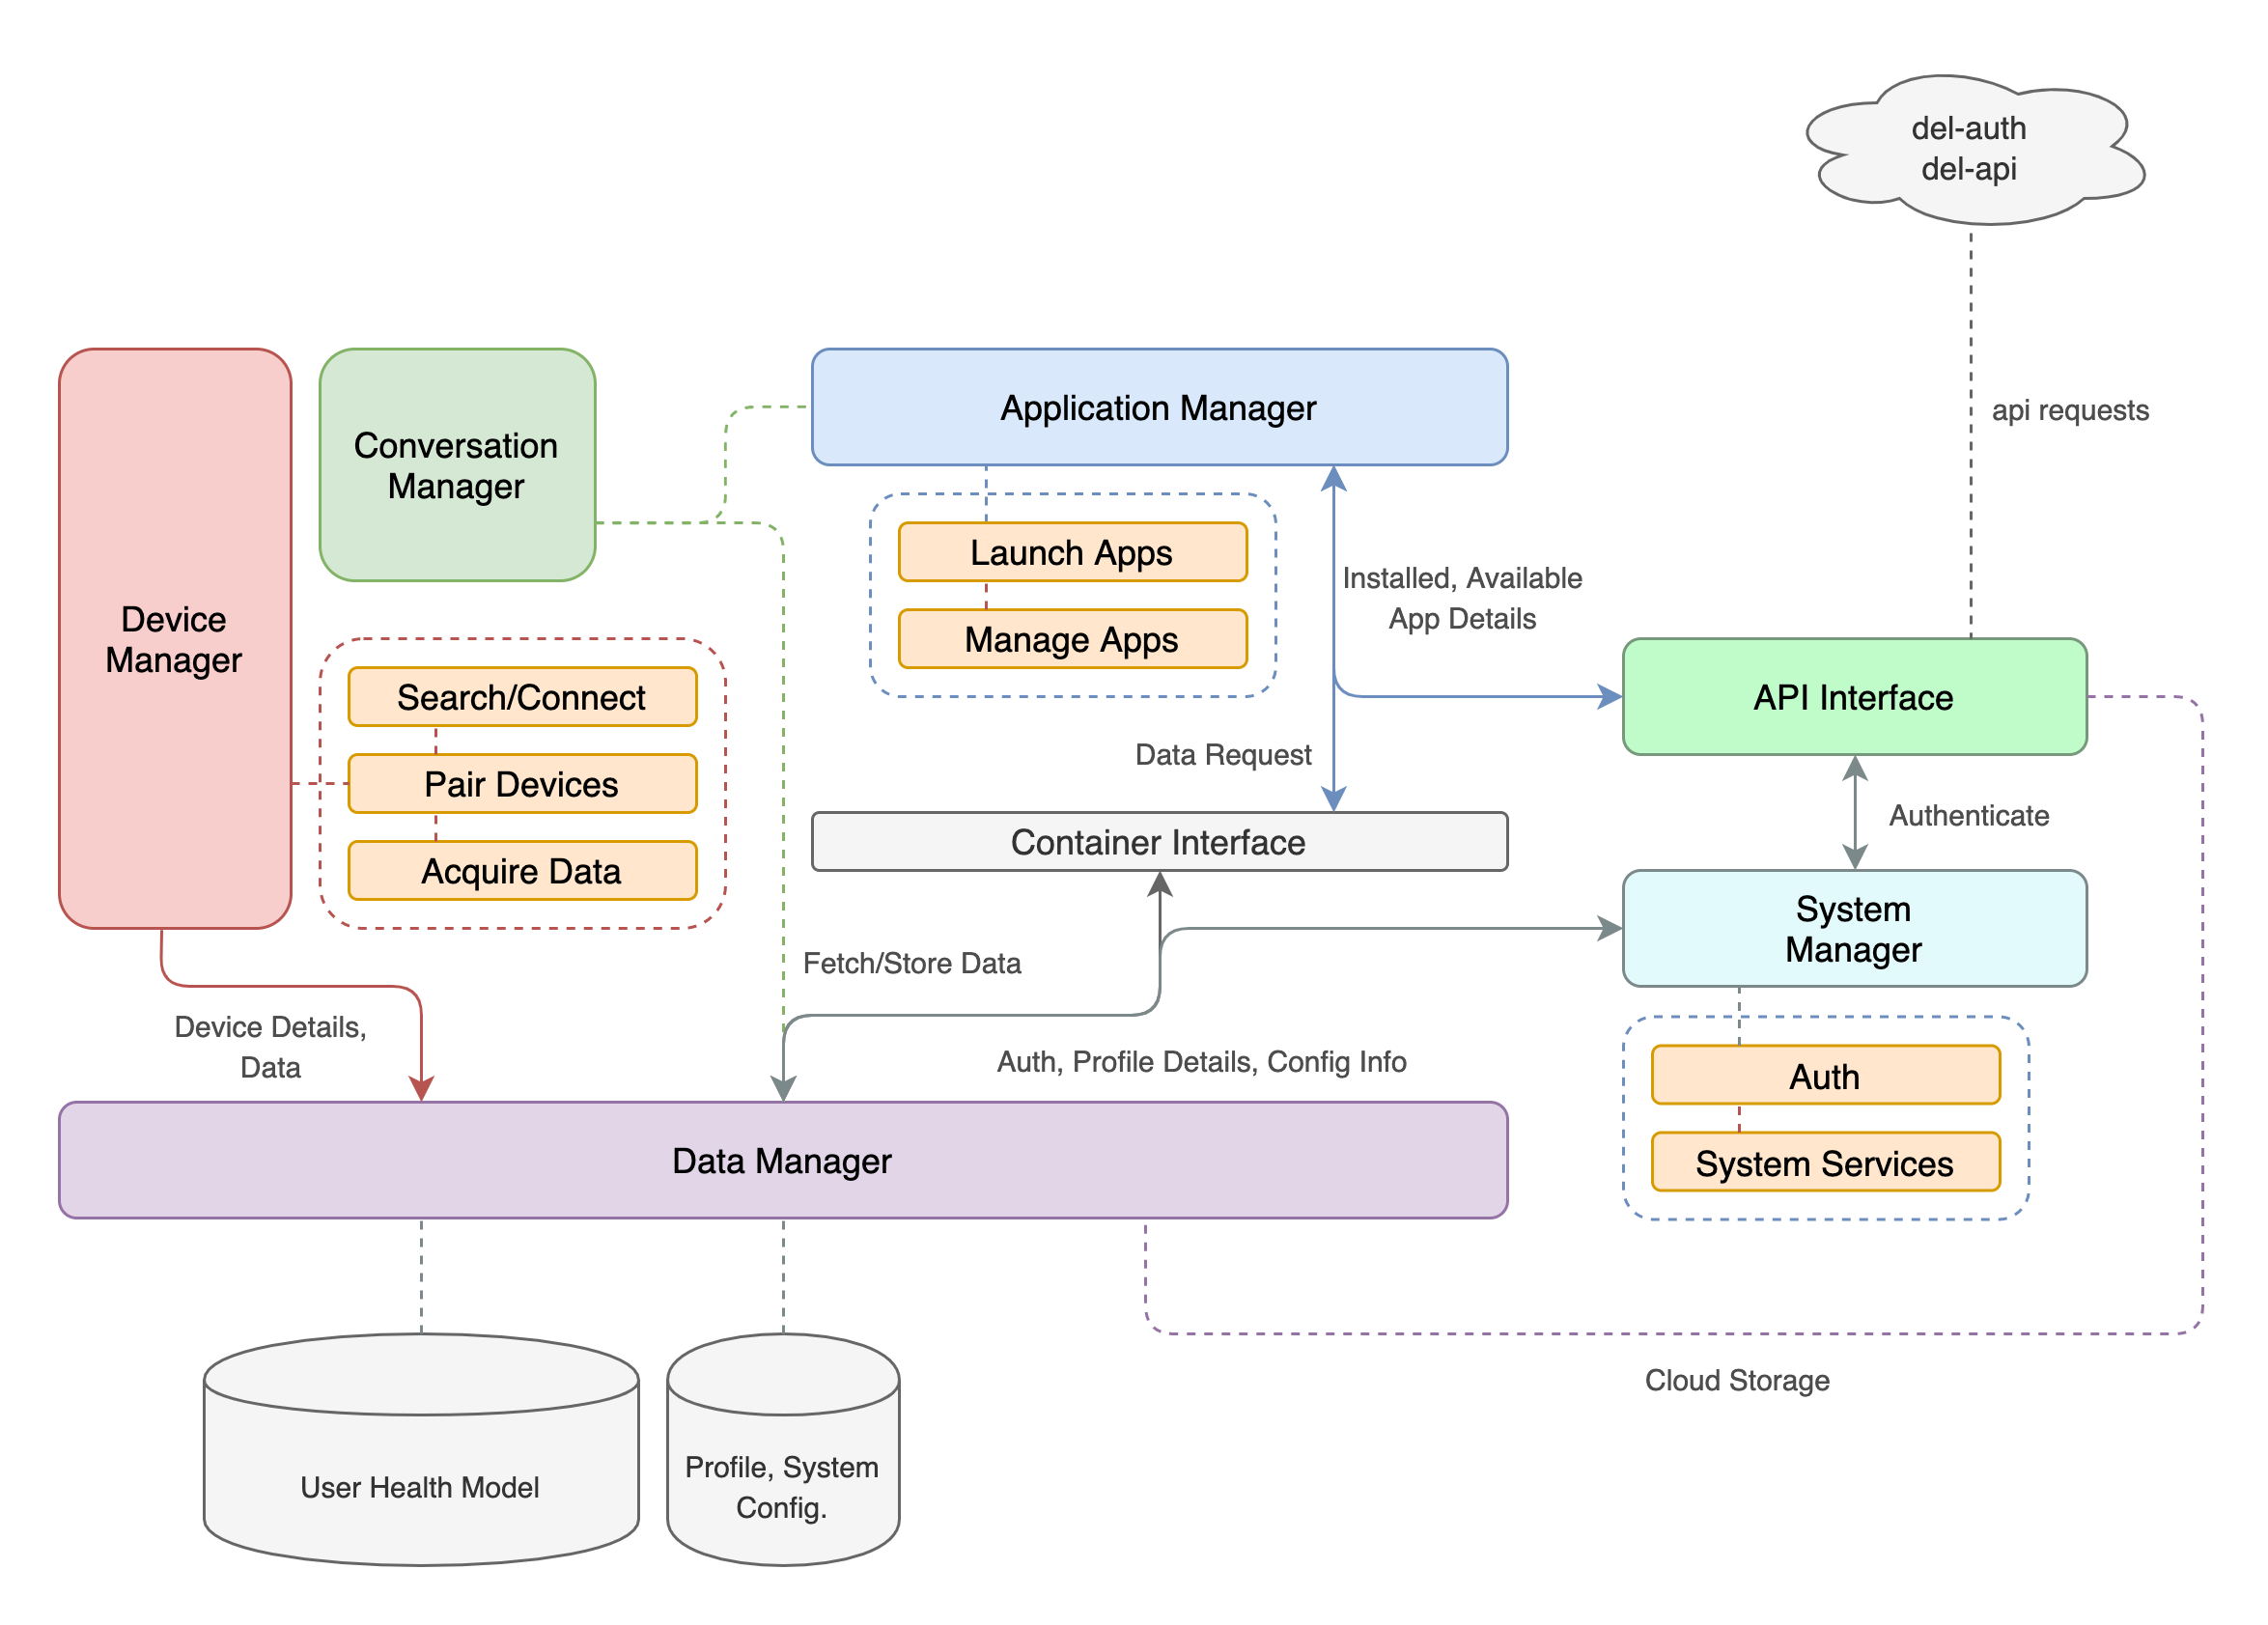 del-auth
del-api
api requests
Device
Manager
Conversation
Manager
Application Manager
Launch Apps
Manage Apps
Installed, Available
App Details
Search/Connect
Pair Devices
Acquire Data
API Interface
Data Request
Container Interface
Authenticate
System
Manager
Fetch/Store Data
Device Details,
Data
Auth, Profile Details, Config Info
Auth
System Services
Data Manager
Cloud Storage
User Health Model
Profile, System
Config.